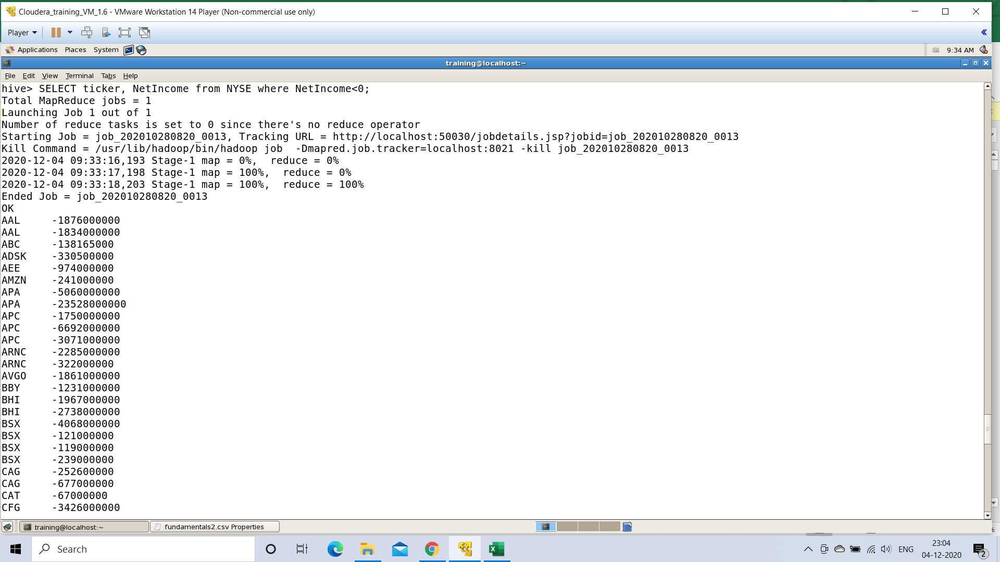 Cloudera_training_VM_1.6 - VMware Workstation 14 Player (Non-commercial use only)
Player
Applications Places System 9:34 AM
training@localhost:~
File Edit View Terminal Tabs Help
hive> SELECT ticker, NetIncome from NYSE where NetIncome<0;
Total MapReduce jobs = 1
Launching Job 1 out of 1
Number of reduce tasks is set to 0 since there's no reduce operator
Starting Job = job_202010280820_0013, Tracking URL = http://localhost:50030/jobdetails.jsp?jobid=job_202010280820_0013
Kill Command = /usr/lib/hadoop/bin/hadoop job  -Dmapred.job.tracker=localhost:8021 -kill job_202010280820_0013
2020-12-04 09:33:16,193 Stage-1 map = 0%,  reduce = 0%
2020-12-04 09:33:17,198 Stage-1 map = 100%,  reduce = 0%
2020-12-04 09:33:18,203 Stage-1 map = 100%,  reduce = 100%
Ended Job = job_202010280820_0013
OK
AAL -1876000000
AAL -1834000000
ABC -138165000
ADSK -330500000
AEE -974000000
AMZN -241000000
APA -5060000000
APA -23528000000
APC -1750000000
APC -6692000000
APC -3071000000
ARNC -2285000000
ARNC -322000000
AVGO -1861000000
BBY -1231000000
BHI -1967000000
BHI -2738000000
BSX -4068000000
BSX -121000000
BSX -119000000
BSX -239000000
CAG -252600000
CAG -677000000
CAT -67000000
CFG -3426000000
training@localhost:~ fundamentals2.csv Properties
Search ENG 23:04
04-12-2020 2